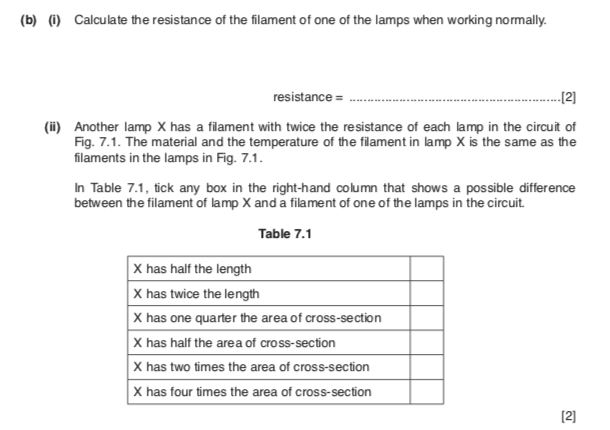 (b) (i) Calculate the resistance of the filament of one of the lamps when working normally.
resistance = ............................................................[2]
(ii) Another lamp X has a filament with twice the resistance of each lamp in the circuit of
Fig. 7.1. The material and the temperature of the filament in lamp X is the same as the
filaments in the lamps in Fig. 7.1.
In Table 7.1, tick any box in the right-hand column that shows a possible difference
between the filament of lamp X and a filament of one of the lamps in the circuit.
Table 7.1
X has half the length
X has twice the length
X has one quarter the area of cross-section
X has half the area of cross-section
X has two times the area of cross-section
X has four times the area of cross-section
[2]